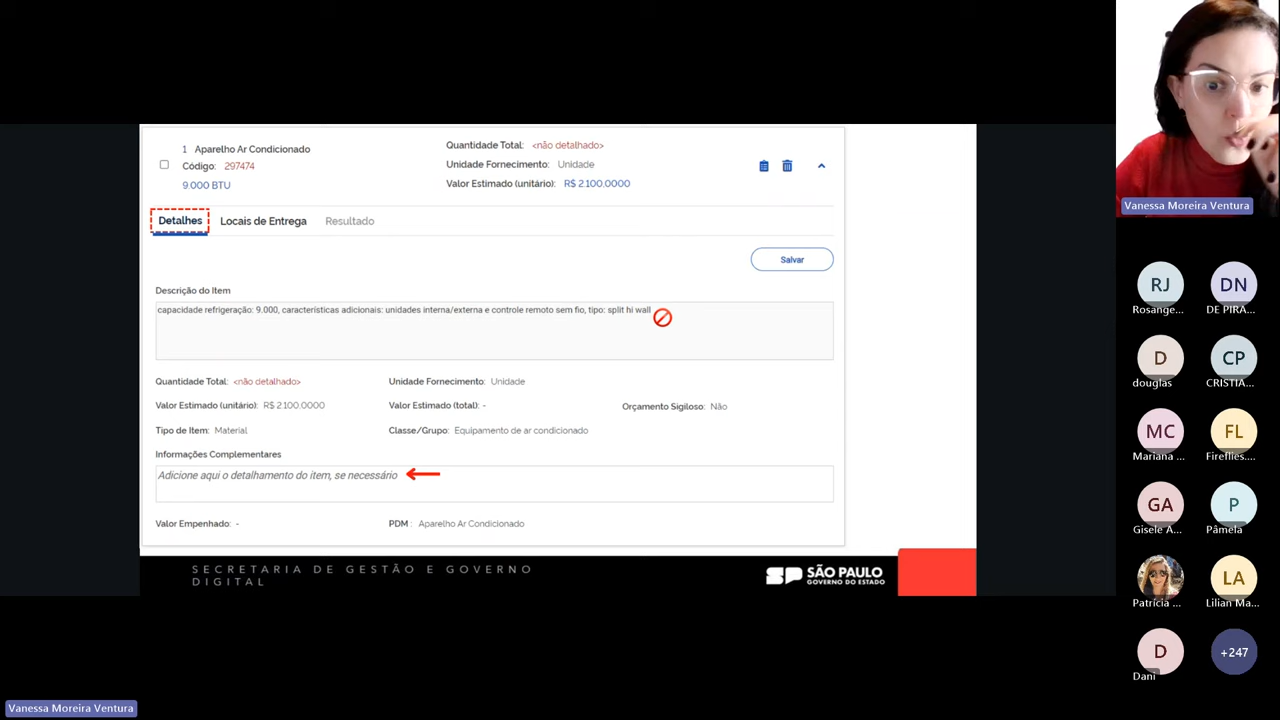 1 Aparelho Ar Condicionado
Código: 297474
9.000 BTU
Quantidade Total: <não detalhado>
Unidade Fornecimento: Unidade
Valor Estimado (unitário): R$ 2.100,0000
Detalhes
Locais de Entrega
Resultado
Salvar
Descrição do Item
capacidade refrigeração: 9.000, características adicionais: unidades interna/externa e controle remoto sem fio, tipo: split hi wall
Quantidade Total: <não detalhado>
Unidade Fornecimento: Unidade
Valor Estimado (unitário): R$ 2.100,0000
Valor Estimado (total): -
Orçamento Sigiloso: Não
Tipo de Item: Material
Classe/Grupo: Equipamento de ar condicionado
Informações Complementares
Adicione aqui o detalhamento do item, se necessário
Valor Empenhado: -
PDM : Aparelho Ar Condicionado
SECRETARIA DE GESTÃO E GOVERNO
DIGITAL
SP SÃO PAULO
GOVERNO DO ESTADO
Vanessa Moreira Ventura
RJ
Rosange...
DN
DE PIRA...
D
douglas
CP
CRISTIA...
MC
Mariana ...
FL
Fireflies....
GA
Gisele A...
P
Pâmela
Patrícia ...
LA
Lilian Ma...
D
Dani
+247
Vanessa Moreira Ventura